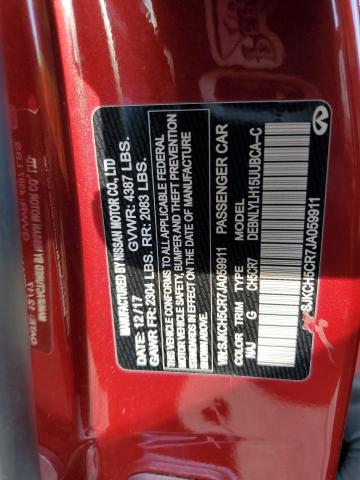 MANUFACTURED BY NISSAN MOTOR CO., LTD
DATE: 12/17 GVWR: 4387 LBS.
GAWR FR: 2304 LBS. RR: 2083 LBS.
THIS VEHICLE CONFORMS TO ALL APPLICABLE FEDERAL
MOTOR VEHICLE SAFETY, BUMPER AND THEFT PREVENTION
STANDARDS IN EFFECT ON THE DATE OF MANUFACTURE
SHOWN ABOVE.
VIN:SJKCH5CR7JA059911 PASSENGER CAR
COLOR TRIM TYPE MODEL
NAJ G CH5CR7 DEBNLYLH15UUBCA-C
*SJKCH5CR7JA059911